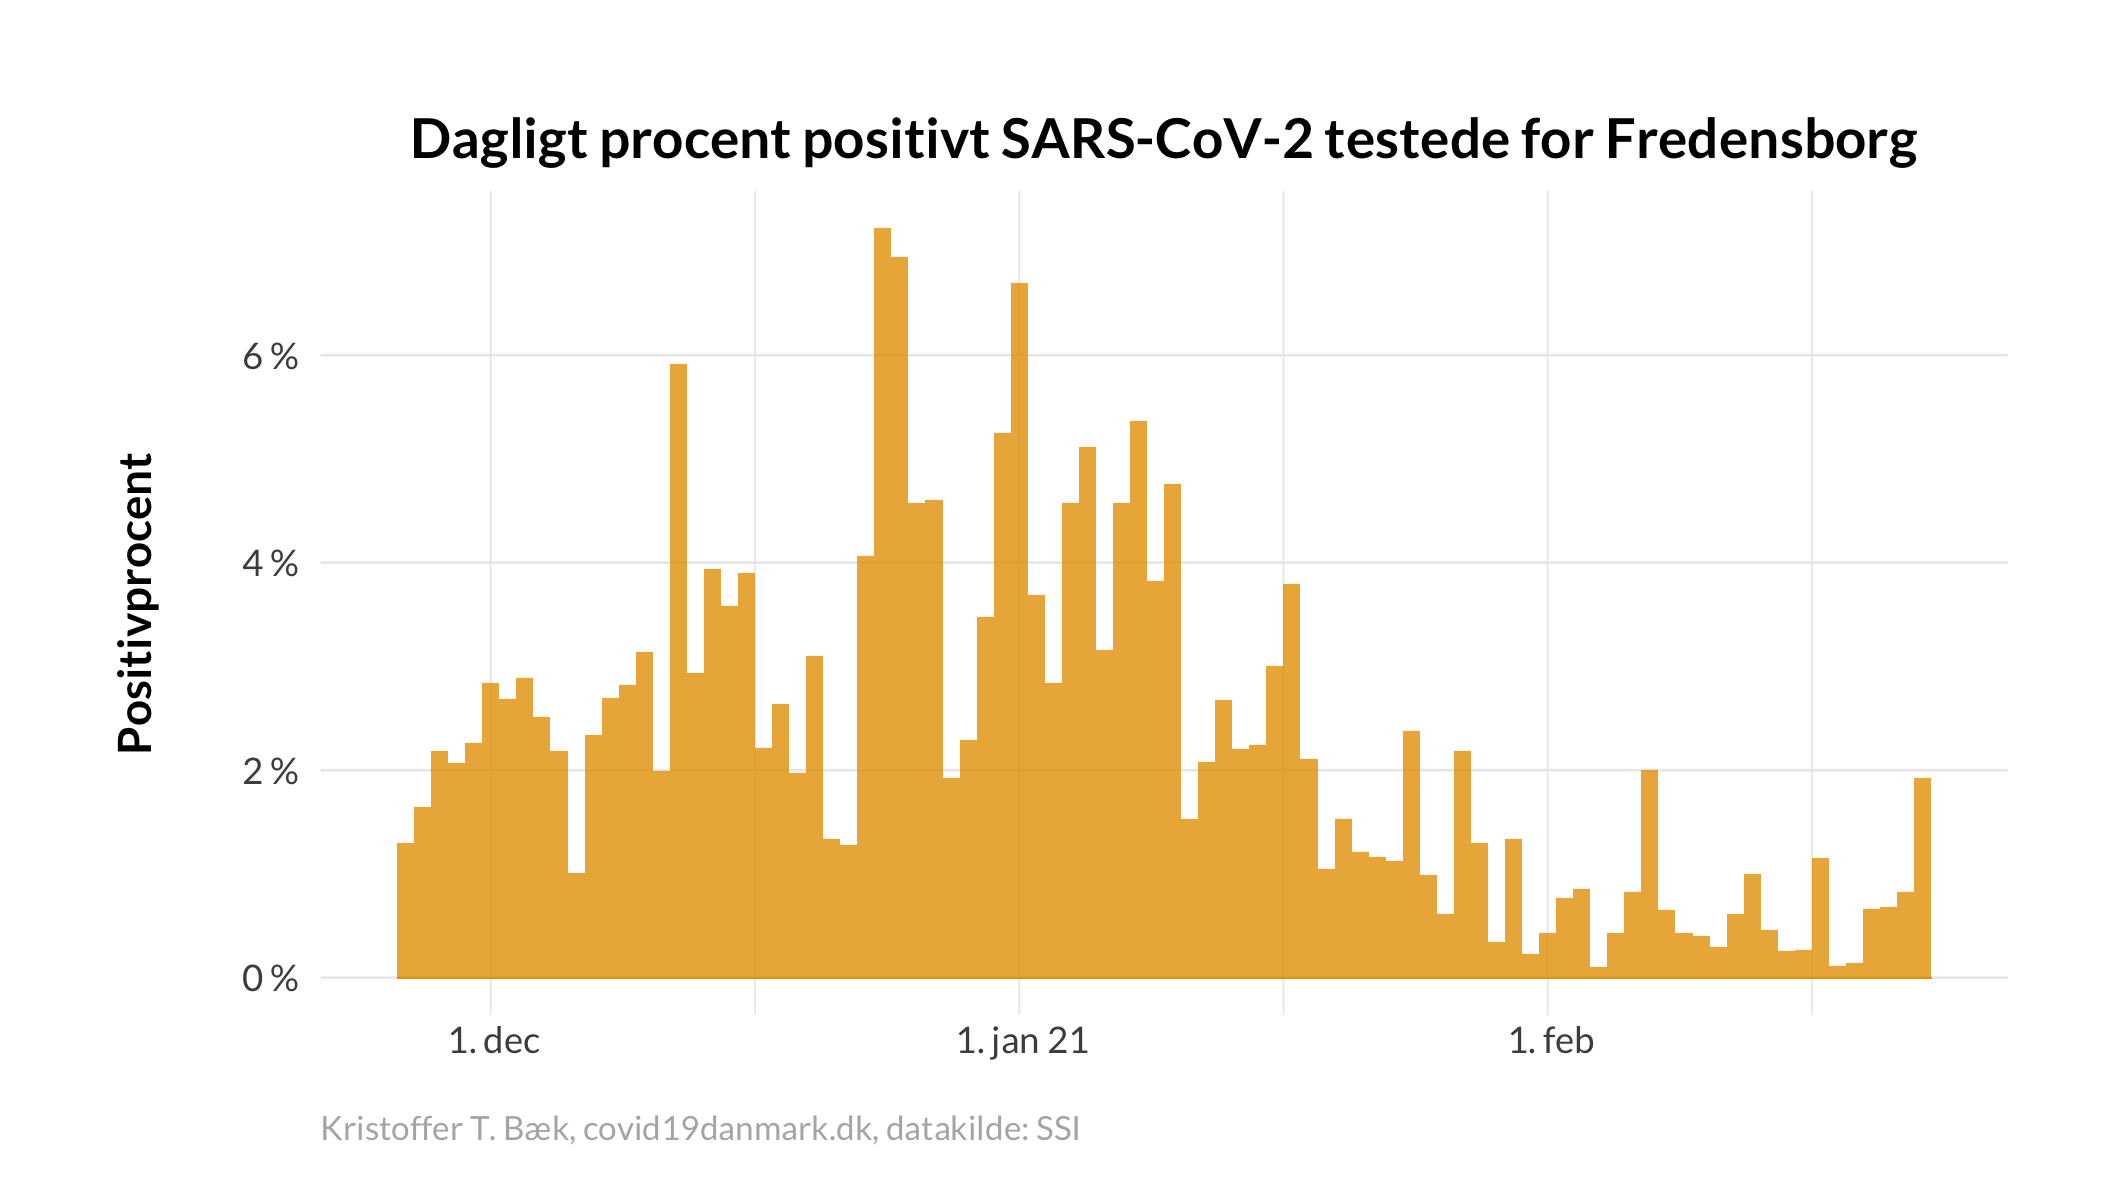 Dagligt procent positivt SARS-CoV-2 testede for Fredensborg
Positivprocent
6 %
4 %
2 %
0 %
1. dec
1. jan 21
1. feb
Kristoffer T. Bæk, covid19danmark.dk, datakilde: SSI